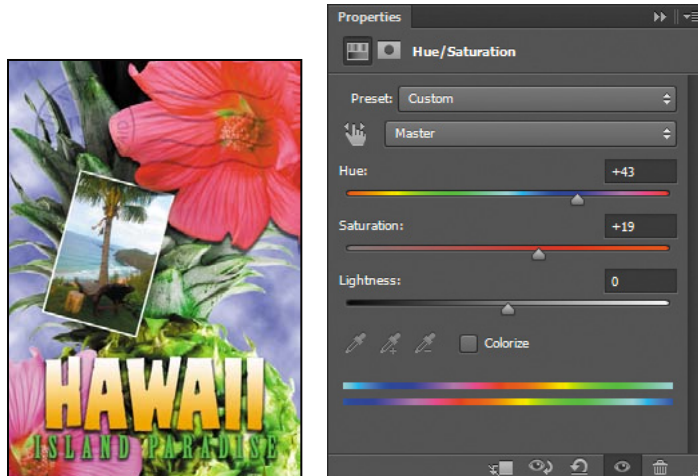 HAWAII
ISLAND PARADISE
Properties
Hue/Saturation
Preset: Custom
Master
Hue: +43
Saturation: +19
Lightness: 0
Colorize